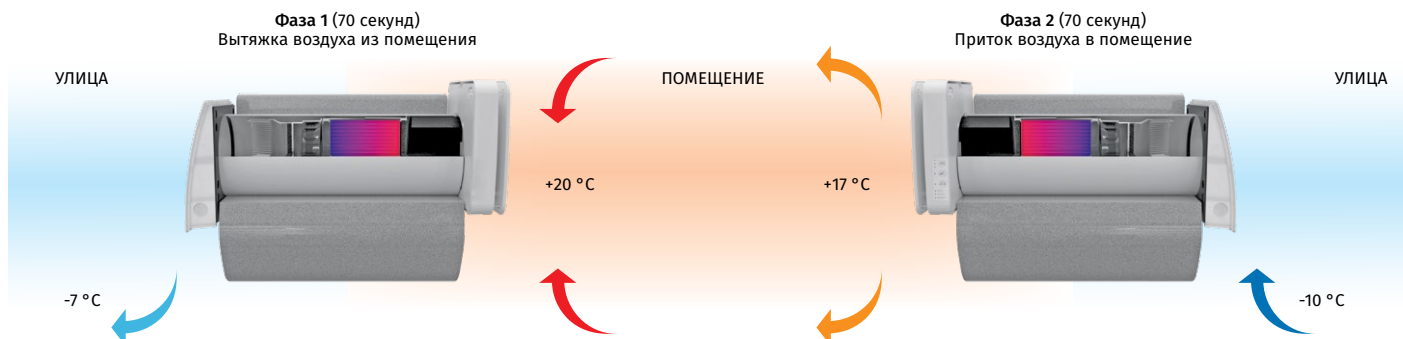 Фаза 1 (70 секунд)
Вытяжка воздуха из помещения
Фаза 2 (70 секунд)
Приток воздуха в помещение
УЛИЦА
ПОМЕЩЕНИЕ
УЛИЦА
+20 °C
+17 °C
-7 °C
-10 °C